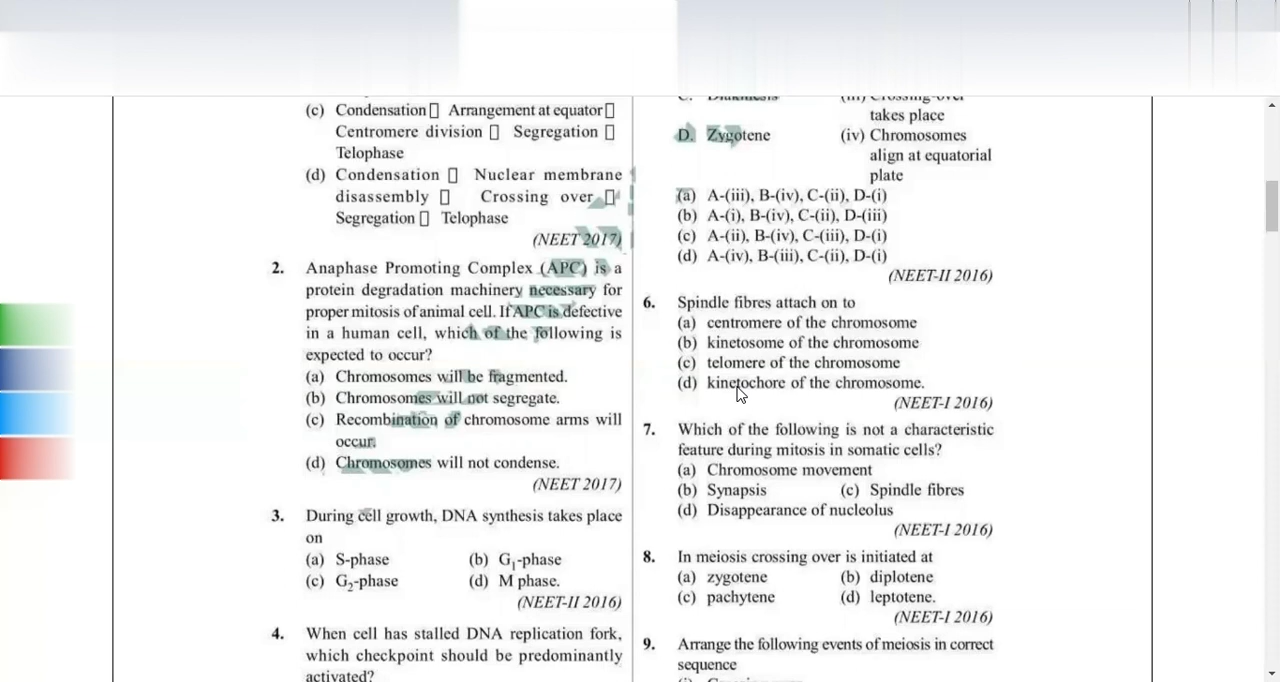 (c) Condensation▯ Arrangement at equator▯
Centromere division ▯ Segregation ▯
Telophase
(d) Condensation ▯ Nuclear membrane
disassembly ▯ Crossing over ▯
Segregation ▯ Telophase
(NEET 2017)
2. Anaphase Promoting Complex (APC) is a
protein degradation machinery necessary for
proper mitosis of animal cell. If APC is defective
in a human cell, which of the following is
expected to occur?
(a) Chromosomes will be fragmented.
(b) Chromosomes will not segregate.
(c) Recombination of chromosome arms will
occur.
(d) Chromosomes will not condense.
(NEET 2017)
3. During cell growth, DNA synthesis takes place
on
(a) S-phase (b) G₁-phase
(c) G₂-phase (d) M phase.
(NEET-II 2016)
4. When cell has stalled DNA replication fork,
which checkpoint should be predominantly
activated?
C. Diakinesis (iii) Crossing-over
takes place
D. Zygotene (iv) Chromosomes
align at equatorial
plate
(a) A-(iii), B-(iv), C-(ii), D-(i)
(b) A-(i), B-(iv), C-(ii), D-(iii)
(c) A-(ii), B-(iv), C-(iii), D-(i)
(d) A-(iv), B-(iii), C-(ii), D-(i)
(NEET-II 2016)
6. Spindle fibres attach on to
(a) centromere of the chromosome
(b) kinetosome of the chromosome
(c) telomere of the chromosome
(d) kinetochore of the chromosome.
(NEET-I 2016)
7. Which of the following is not a characteristic
feature during mitosis in somatic cells?
(a) Chromosome movement
(b) Synapsis (c) Spindle fibres
(d) Disappearance of nucleolus
(NEET-I 2016)
8. In meiosis crossing over is initiated at
(a) zygotene (b) diplotene
(c) pachytene (d) leptotene.
(NEET-I 2016)
9. Arrange the following events of meiosis in correct
sequence